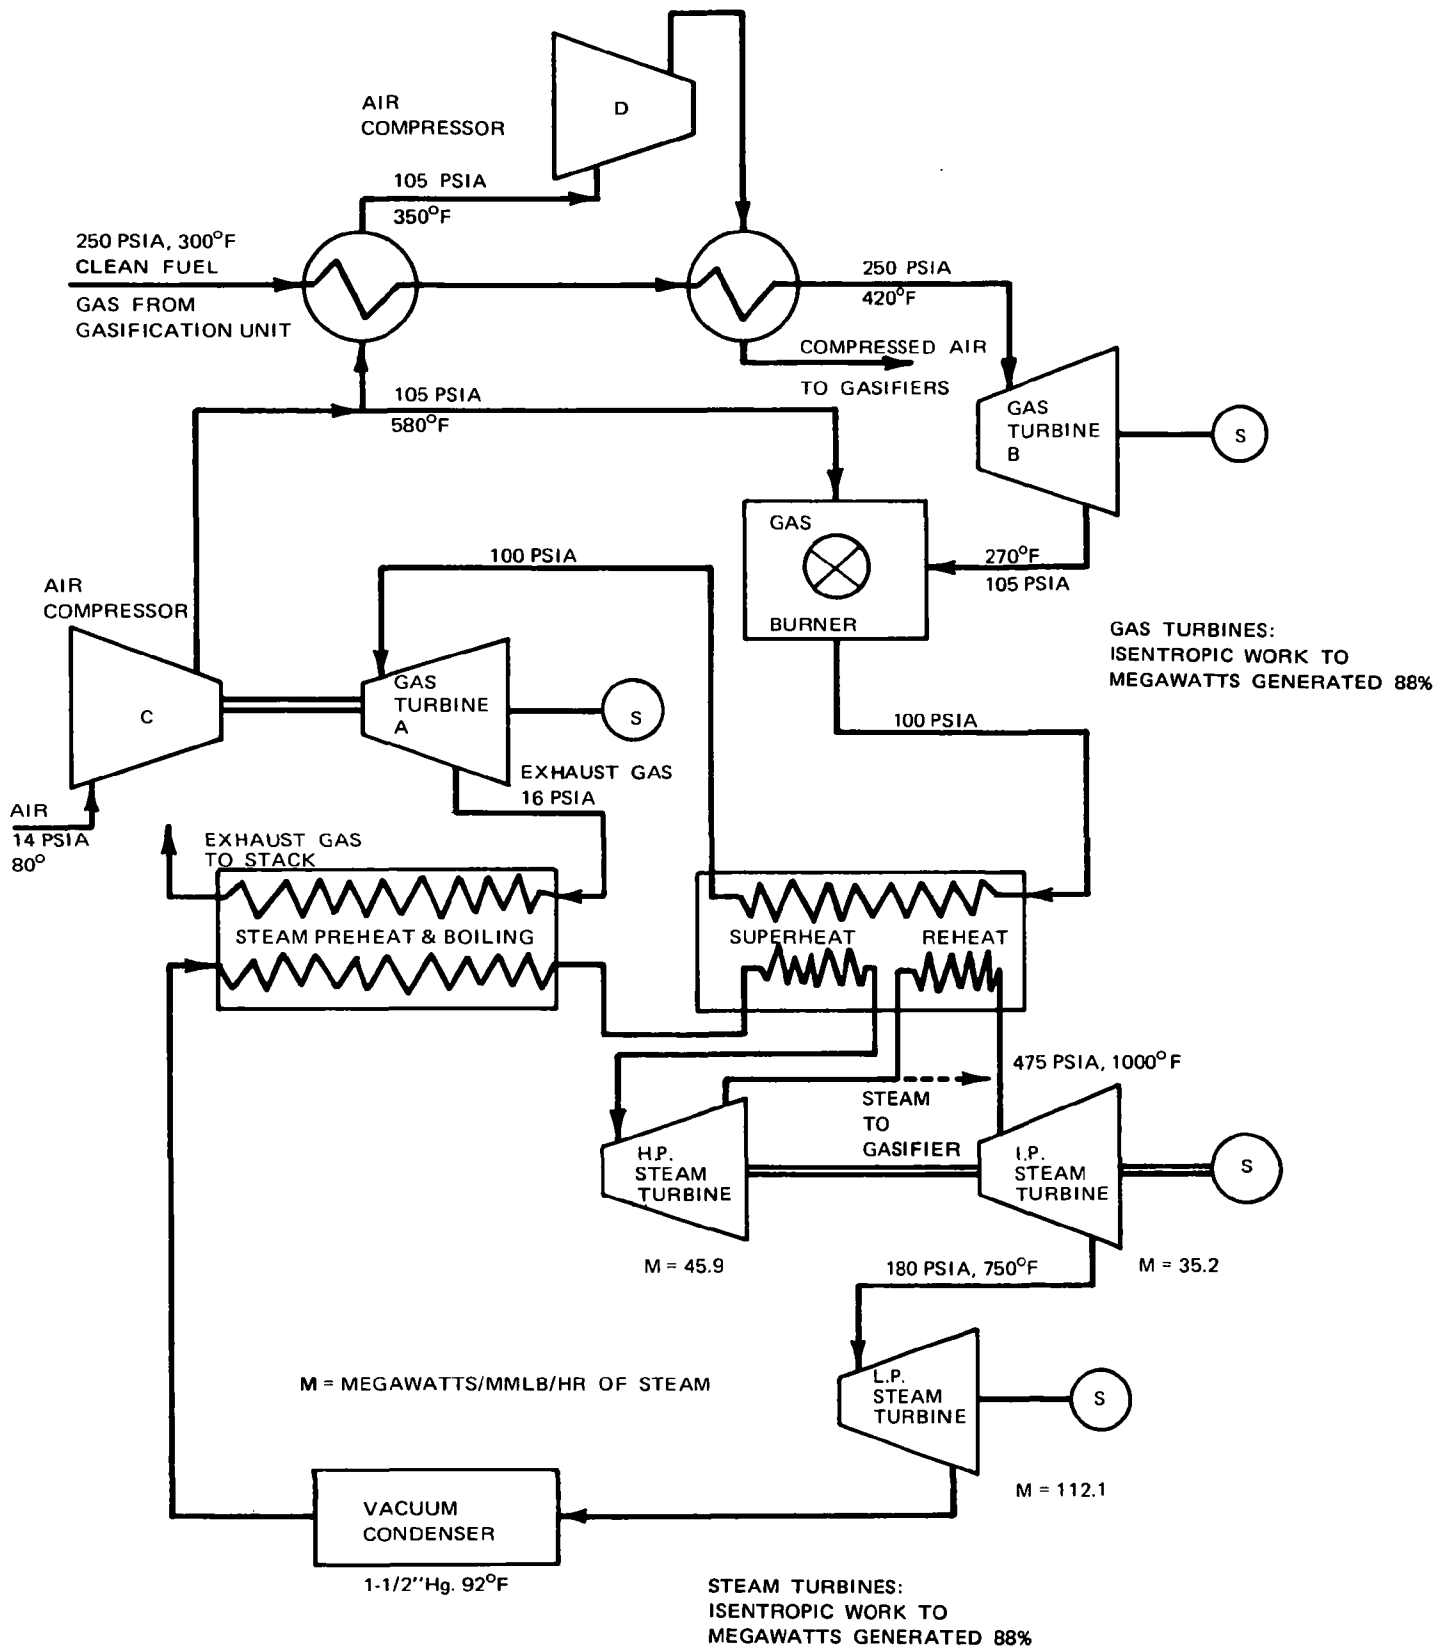 AIR
COMPRESSOR
D
105 PSIA
350°F
250 PSIA, 300°F
CLEAN FUEL
GAS FROM
GASIFICATION UNIT
250 PSIA
420°F
COMPRESSED AIR
TO GASIFIERS
105 PSIA
580°F
GAS
TURBINE
B
S
GAS
BURNER
270°F
105 PSIA
100 PSIA
AIR
COMPRESSOR
C
GAS
TURBINE
A
S
GAS TURBINES:
ISENTROPIC WORK TO
MEGAWATTS GENERATED 88%
100 PSIA
EXHAUST GAS
16 PSIA
AIR
14 PSIA
80°
EXHAUST GAS
TO STACK
STEAM PREHEAT & BOILING
SUPERHEAT
REHEAT
475 PSIA, 1000°F
STEAM
TO
GASIFIER
H.P.
STEAM
TURBINE
I.P.
STEAM
TURBINE
S
M = 45.9
180 PSIA, 750°F
M = 35.2
L.P.
STEAM
TURBINE
S
M = MEGAWATTS/MMLB/HR OF STEAM
M = 112.1
VACUUM
CONDENSER
1-1/2"Hg. 92°F
STEAM TURBINES:
ISENTROPIC WORK TO
MEGAWATTS GENERATED 88%